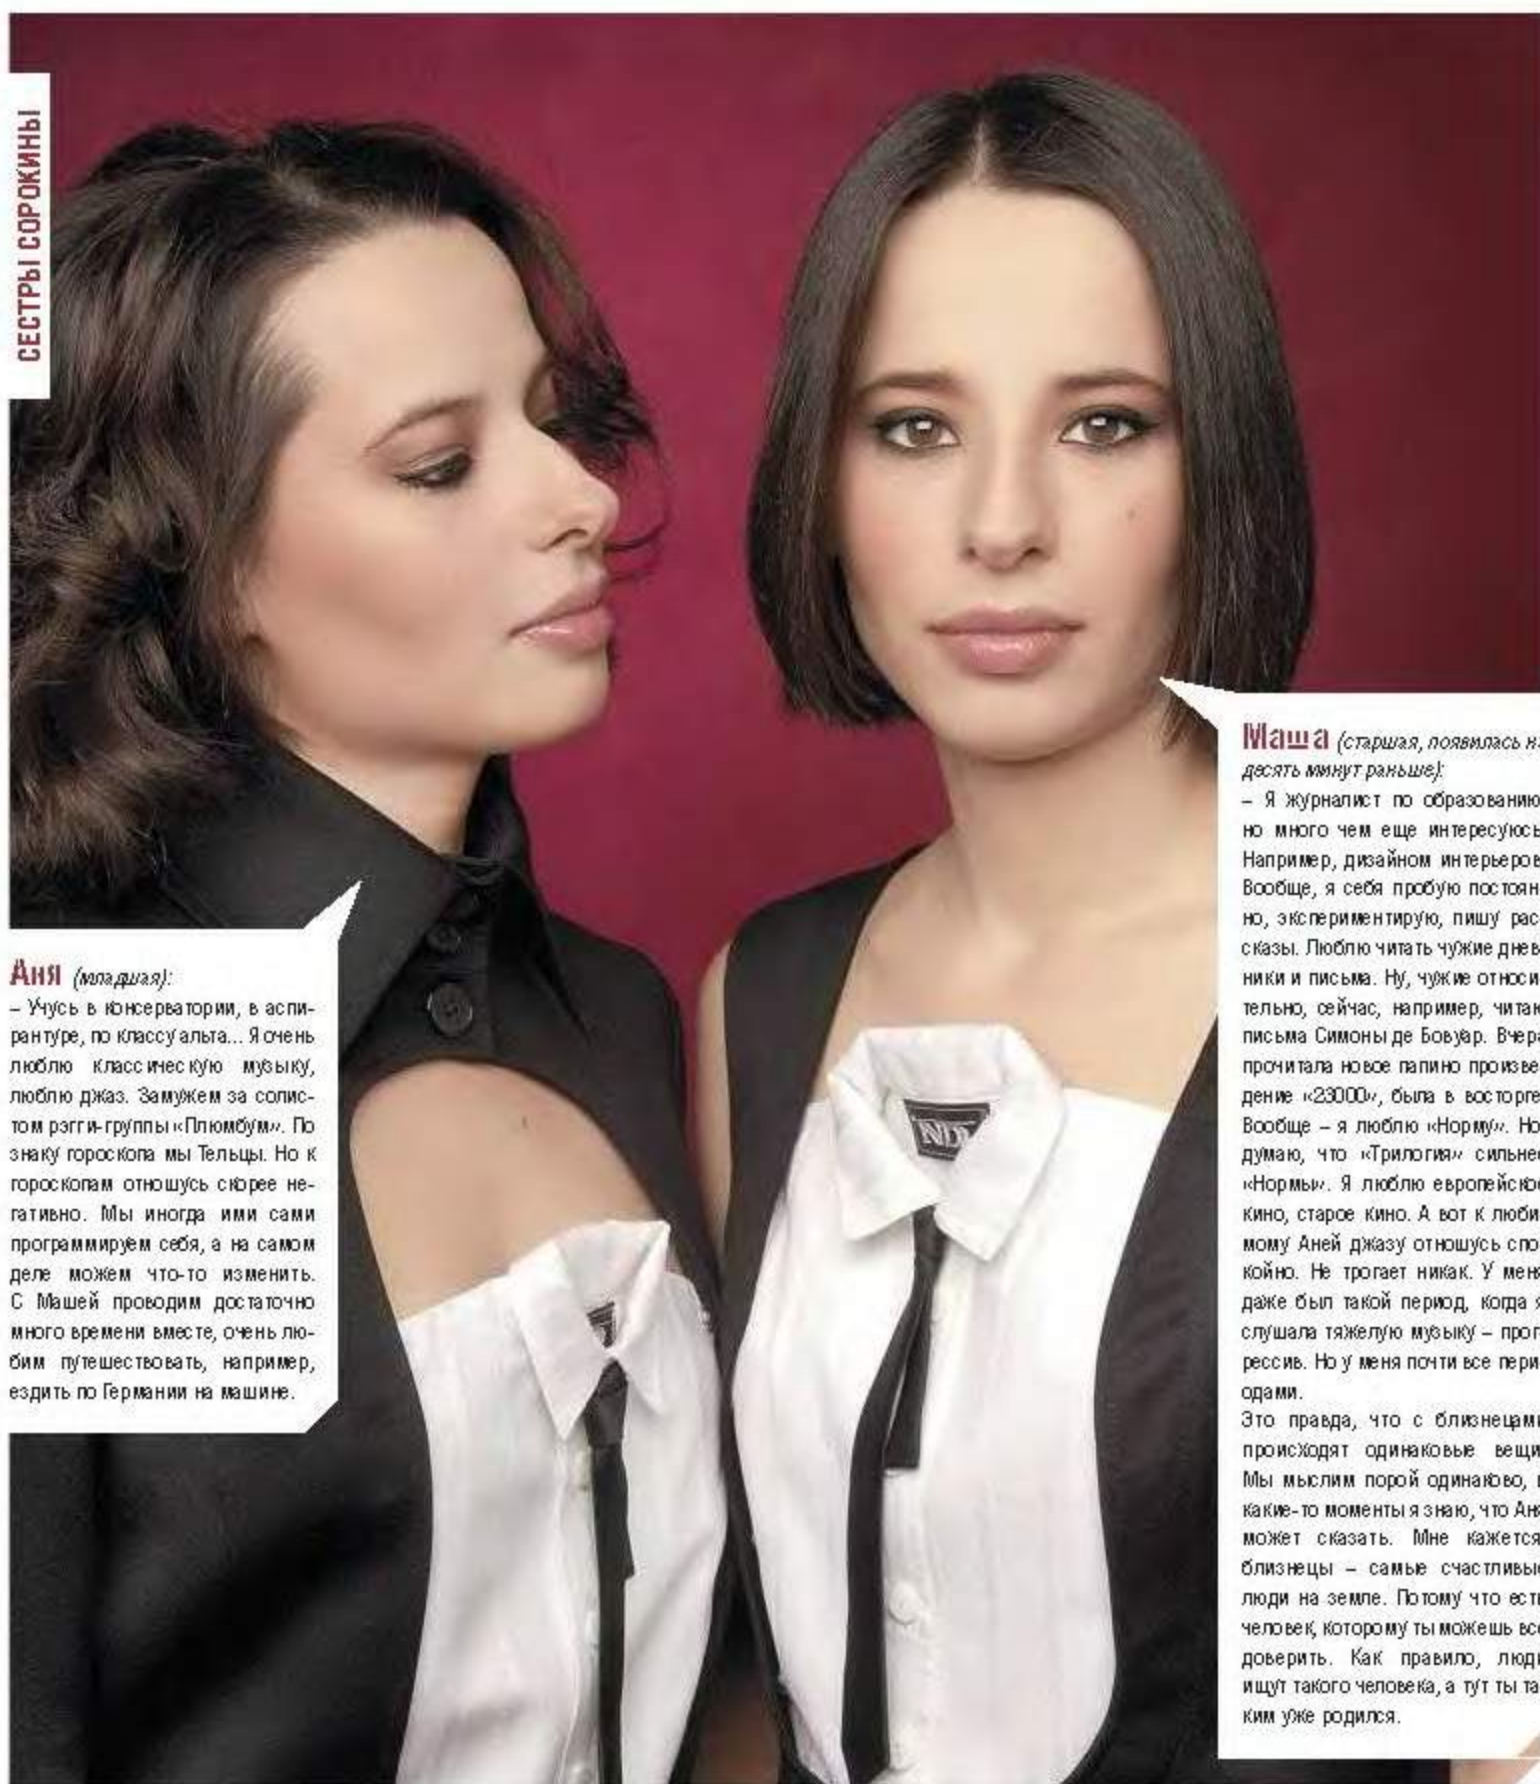 СЕСТРЫ СОРОКИНЫ
Аня (младшая):
– Учусь в консерватории, в аспи-
рантуре, по классу альта... Я очень
люблю классическую музыку,
люблю джаз. Замужем за солис-
том рэгги-группы «Плюмбум». По
знаку гороскопа мы Тельцы. Но к
гороскопам отношусь скорее не-
гативно. Мы иногда ими сами
программируем себя, а на самом
деле можем что-то изменить.
С Машей проводим достаточно
много времени вместе, очень лю-
бим путешествовать, например,
ездить по Германии на машине.
Маша (старшая, появилась на
десять минут раньше):
– Я журналист по образованию
но много чем еще интересуюсь
Например, дизайном интерьеров
Вообще, я себя пробую постоян
но, экспериментирую, пишу рас
сказы. Люблю читать чужие днев
ники и письма. Ну, чужие относи
тельно, сейчас, например, читаю
письма Симоны де Бовуар. Вчера
прочитала новое папино произве
дение «23000», была в восторге
Вообще – я люблю «Норму». Но
думаю, что «Трилогия» сильнее
«Нормы». Я люблю европейское
кино, старое кино. А вот к люби
мому Аней джазу отношусь спо
койно. Не трогает никак. У меня
даже был такой период, когда я
слушала тяжелую музыку – прог
рессив. Но у меня почти все пери
одами.
Это правда, что с близнецами
происходят одинаковые вещи
Мы мыслим порой одинаково, в
какие-то моменты я знаю, что Аня
может сказать. Мне кажется
близнецы – самые счастливые
люди на земле. Потому что есть
человек, которому ты можешь все
доверить. Как правило, люди
ищут такого человека, а тут ты та
ким уже родился.